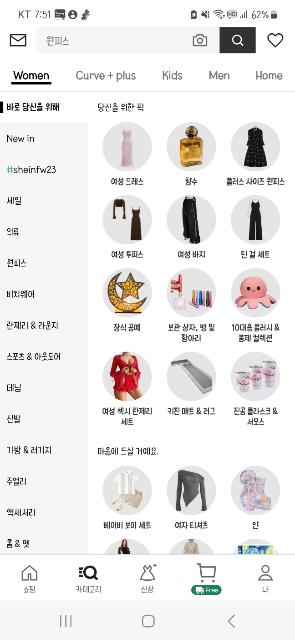 KT 7:51
62%
원피스
Women Curve + plus Kids Men Home
바로 당신을 위해
New in
#sheinfw23
세일
의류
원피스
비치웨어
란제리 & 라운지
스포츠 & 아웃도어
데님
신발
가방 & 러기지
주얼리
액세서리
홈 & 펫
당신을 위한 픽
여성 드레스 향수 플러스 사이즈 원피스
여성 투피스 여성 바지 틴 걸 세트
장식 공예 보관 상자, 병 및 항아리 10대용 플러시 & 봉제 컬렉션
여성 섹시 란제리 세트 키친 매트 & 러그 진공 플라스크 & 서모스
마음에 드실 거예요.
베이비 보이 세트 여자 티셔츠 얀
쇼핑 카테고리 신상 Free 나